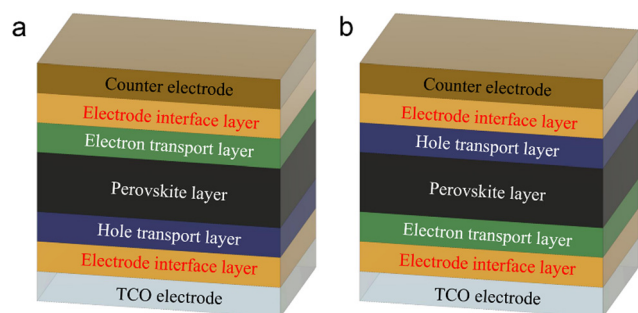 a
Counter electrode
Electrode interface layer
Electron transport layer
Perovskite layer
Hole transport layer
Electrode interface layer
TCO electrode
b
Counter electrode
Electrode interface layer
Hole transport layer
Perovskite layer
Electron transport layer
Electrode interface layer
TCO electrode